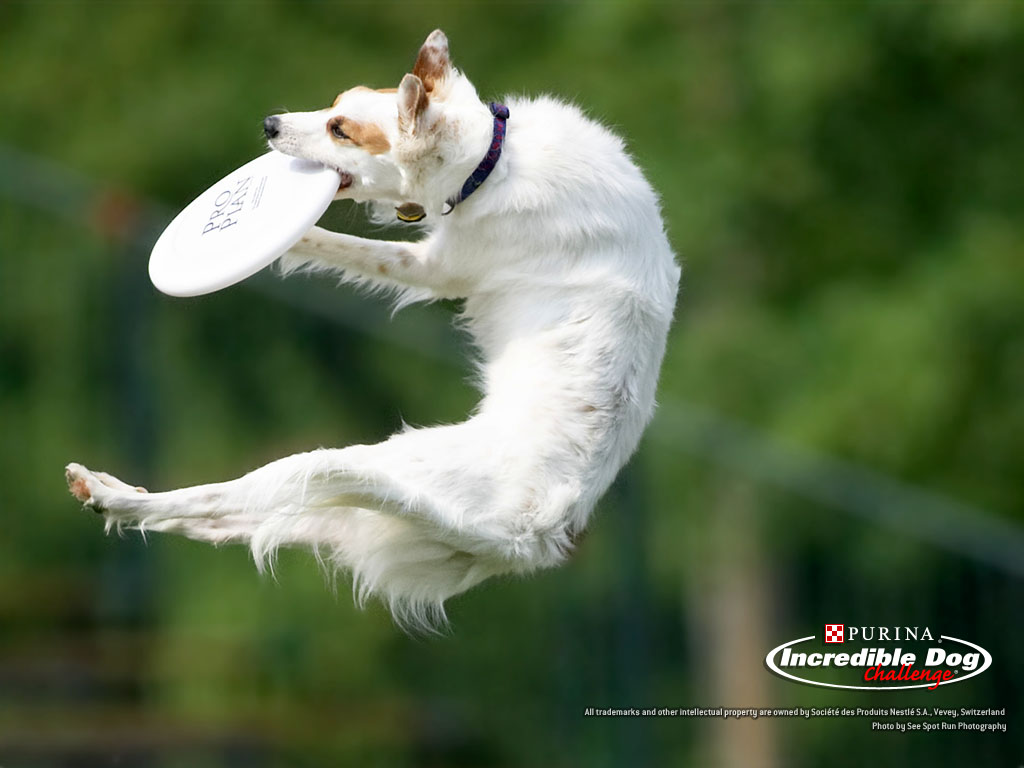 PRO
PLAN
PURINA®
Incredible Dog
Challenge®
All trademarks and other intellectual property are owned by Société des Produits Nestlé S.A., Vevey, Switzerland
Photo by See Spot Run Photography